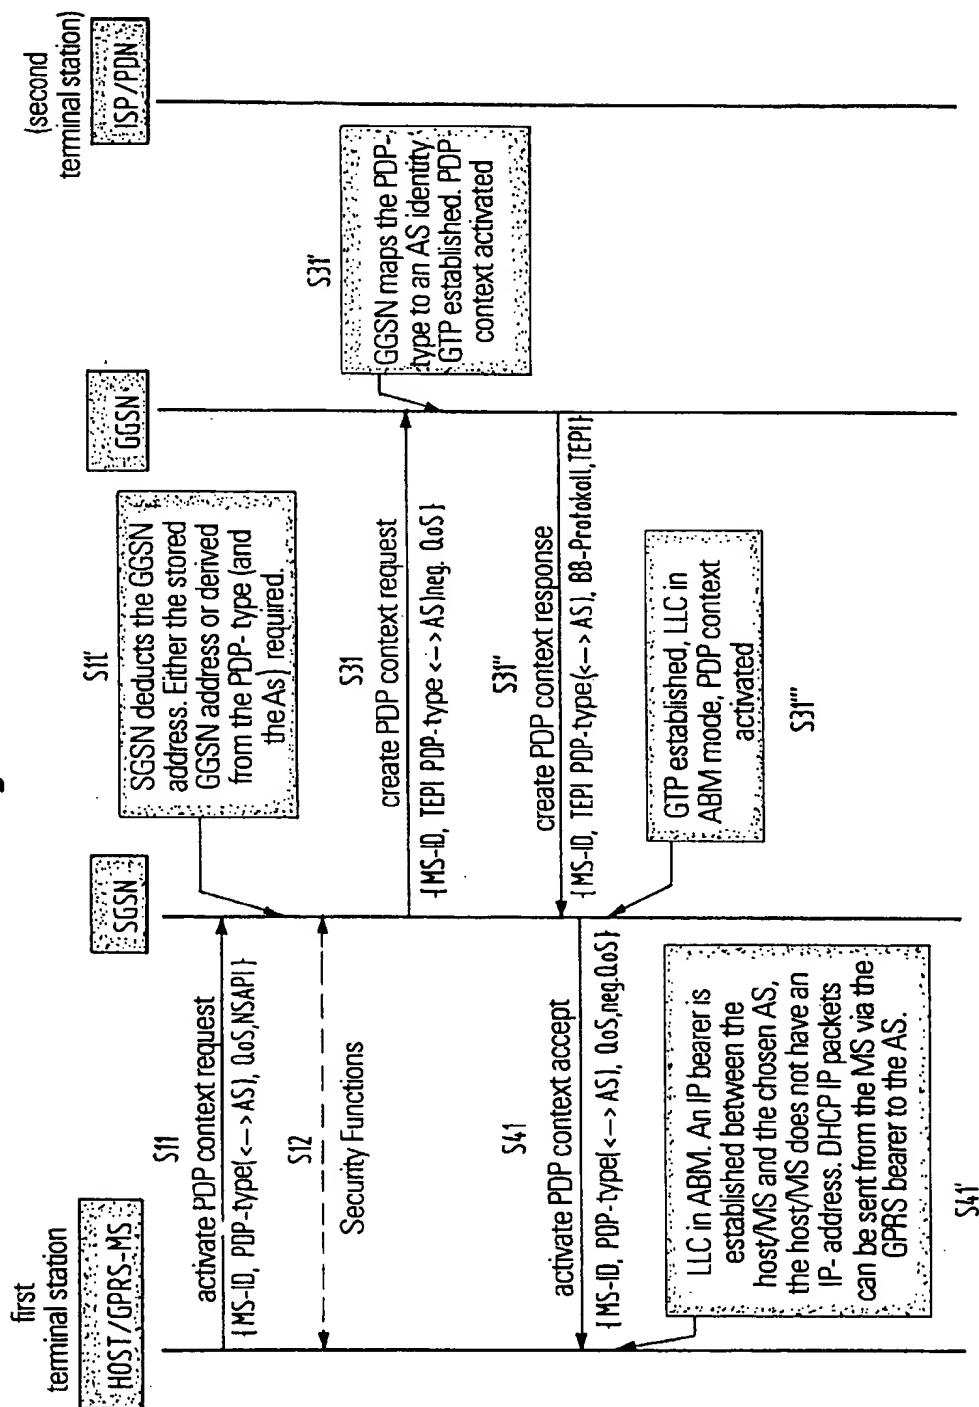 first
terminal station
HOST/GPRS-MS
SGSN
GGSN
(second
terminal station)
ISP/PDN
S11
activate PDP context request
{MS-ID, PDP-type(<-->AS), QoS,NSAPI}
S11'
SGSN deducts the GGSN
address. Either the stored
GGSN address or derived
from the PDP-type (and
the As) required.
S12
Security Functions
S31
create PDP context request
{MS-ID, TEPI PDP-type <-->AS)neg. QoS}
S31'
GGSN maps the PDP-
type to an AS identity
GTP established. PDP
context activated
S31"
create PDP context response
{MS-ID, TEPI PDP-type(<-->AS), BB-Protokoll,TEPI}
GTP established, LLC in
ABM mode, PDP context
activated
S31"'
S41
activate PDP context accept
{MS-ID, PDP-type(<-->AS), QoS,neg.QoS}
LLC in ABM. An IP bearer is
established between the
host/MS and the chosen AS,
the host/MS does not have an
IP- address. DHCP IP packets
can be sent from the MS via the
GPRS bearer to the AS.
S41'